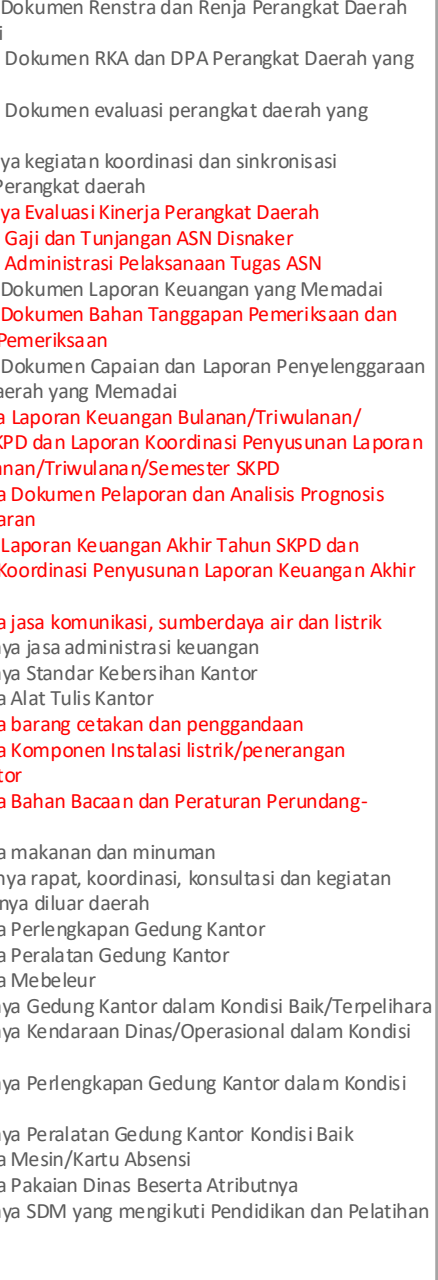 Dokumen Renstra dan Renja Perangkat Daerah
i
Dokumen RKA dan DPA Perangkat Daerah yang
Dokumen evaluasi perangkat daerah yang
ya kegiatan koordinasi dan sinkronisasi
Perangkat daerah
ya Evaluasi Kinerja Perangkat Daerah
Gaji dan Tunjangan ASN Disnaker
Administrasi Pelaksanaan Tugas ASN
Dokumen Laporan Keuangan yang Memadai
Dokumen Bahan Tanggapan Pemeriksaan dan
Pemeriksaan
Dokumen Capaian dan Laporan Penyelenggaraan
aerah yang Memadai
a Laporan Keuangan Bulanan/Triwulanan/
KPD dan Laporan Koordinasi Penyusunan Laporan
anan/Triwulanan/Semester SKPD
a Dokumen Pelaporan dan Analisis Prognosis
aran
Laporan Keuangan Akhir Tahun SKPD dan
Koordinasi Penyusunan Laporan Keuangan Akhir
a jasa komunikasi, sumberdaya air dan listrik
ya jasa administrasi keuangan
ya Standar Kebersihan Kantor
a Alat Tulis Kantor
a barang cetakan dan penggandaan
a Komponen Instalasi listrik/penerangan
tor
a Bahan Bacaan dan Peraturan Perundang-
a makanan dan minuman
nya rapat, koordinasi, konsultasi dan kegiatan
nya diluar daerah
a Perlengkapan Gedung Kantor
a Peralatan Gedung Kantor
a Mebeleur
ya Gedung Kantor dalam Kondisi Baik/Terpelihara
ya Kendaraan Dinas/Operasional dalam Kondisi
ya Perlengkapan Gedung Kantor dalam Kondisi
ya Peralatan Gedung Kantor Kondisi Baik
a Mesin/Kartu Absensi
a Pakaian Dinas Beserta Atributnya
ya SDM yang mengikuti Pendidikan dan Pelatihan